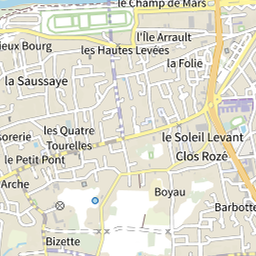 le Champ de Mars
l'Île Arrault
ieux Bourg
les Hautes Levées
la Folie
la Saussaye
les Quatre
Tourelles
sorerie
le Soleil Levant
le Petit Pont
Clos Rozé
Arche
Boyau
Barbotte
Bizette